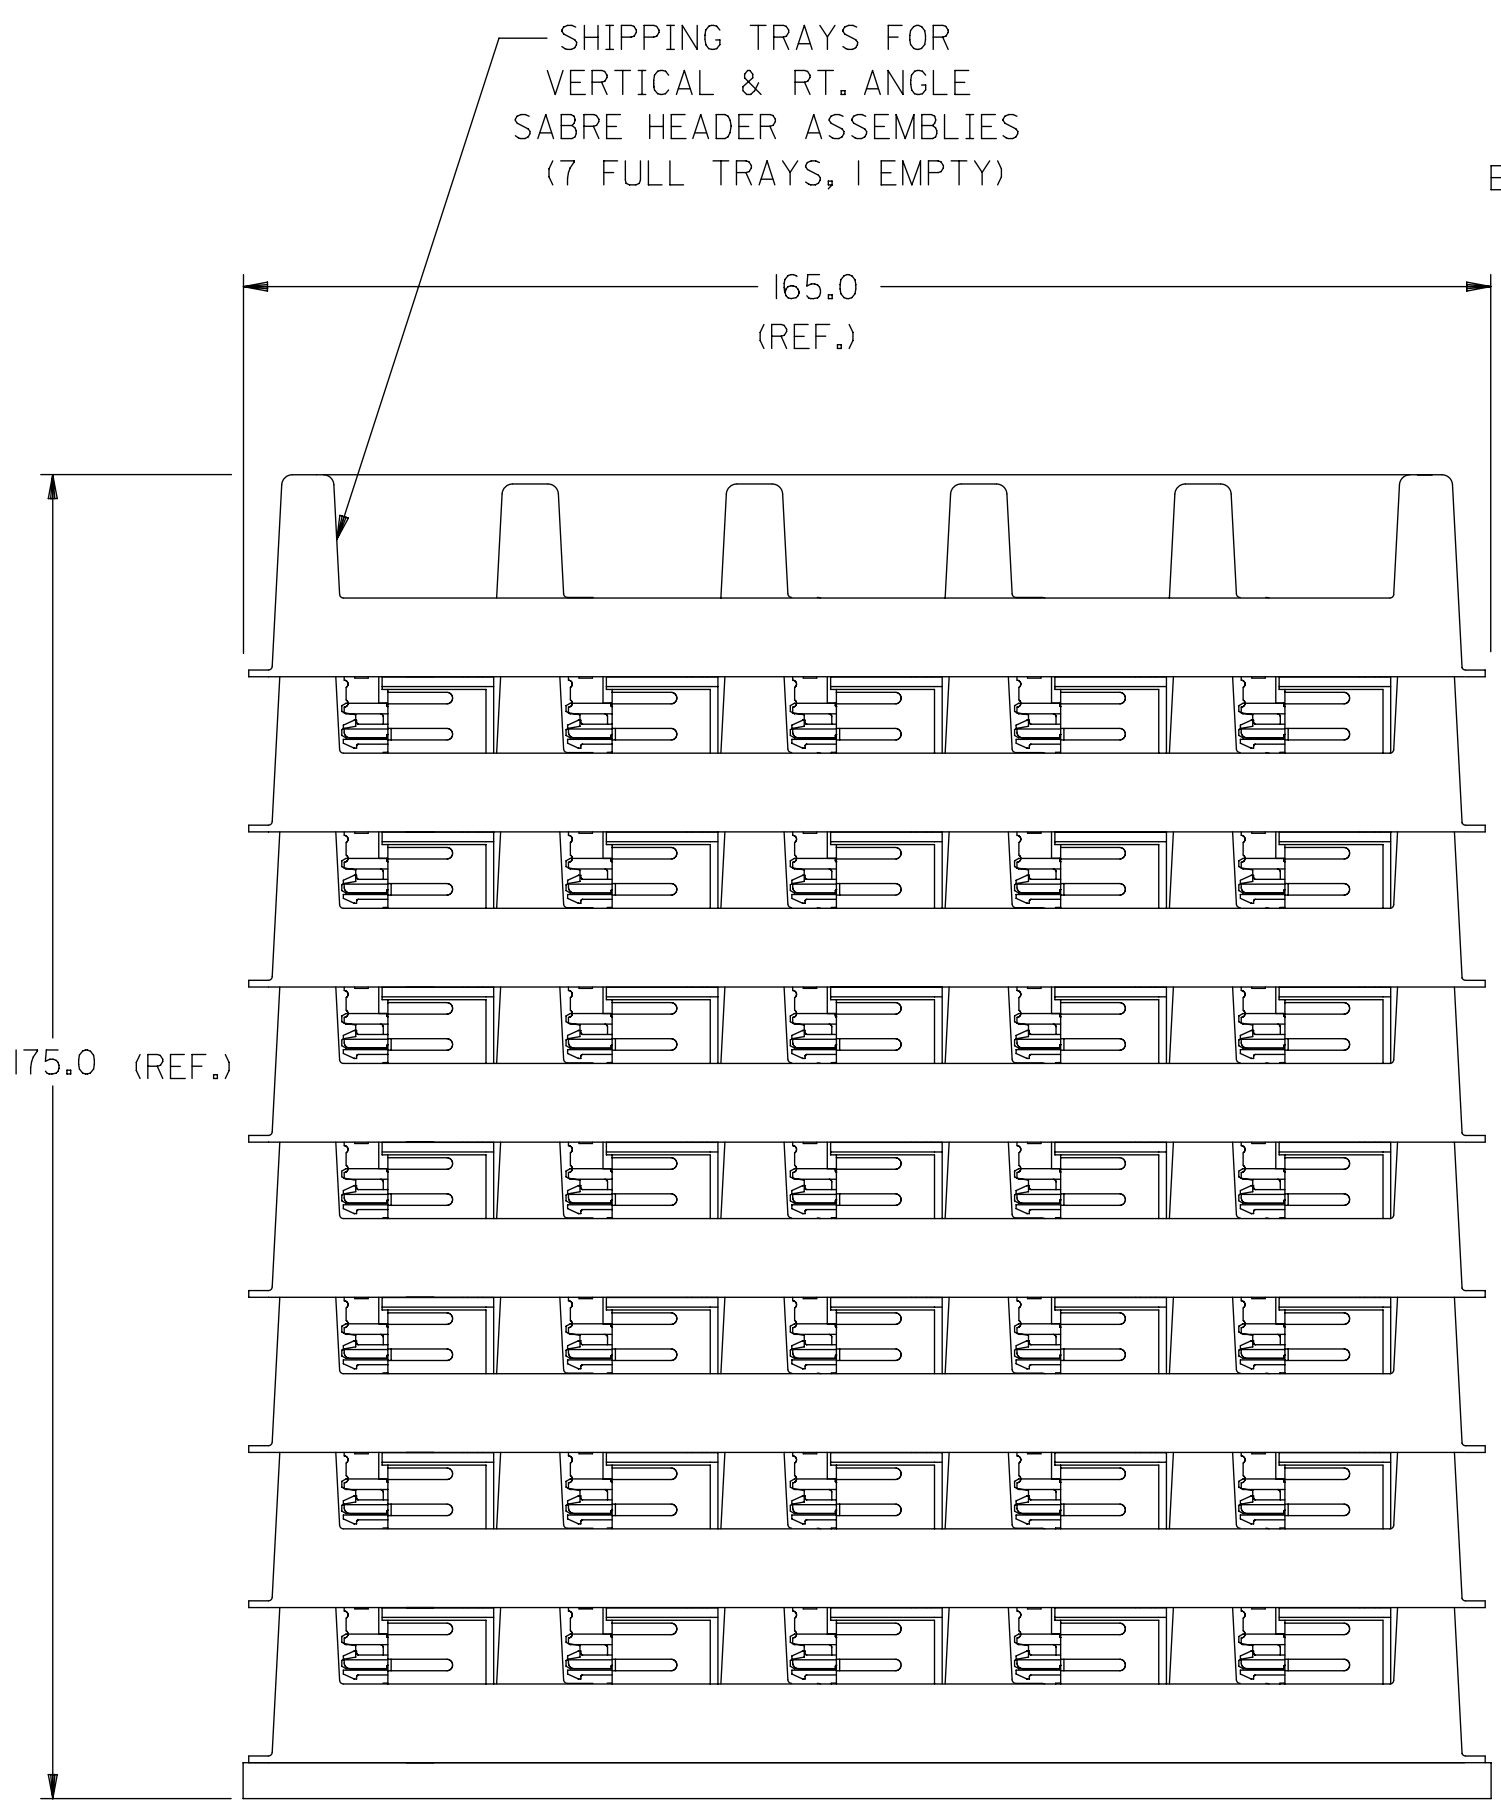 SHIPPING TRAYS FOR
VERTICAL & RT. ANGLE
SABRE HEADER ASSEMBLIES
(7 FULL TRAYS, 1 EMPTY)
E
165.0
(REF.)
175.0 (REF.)